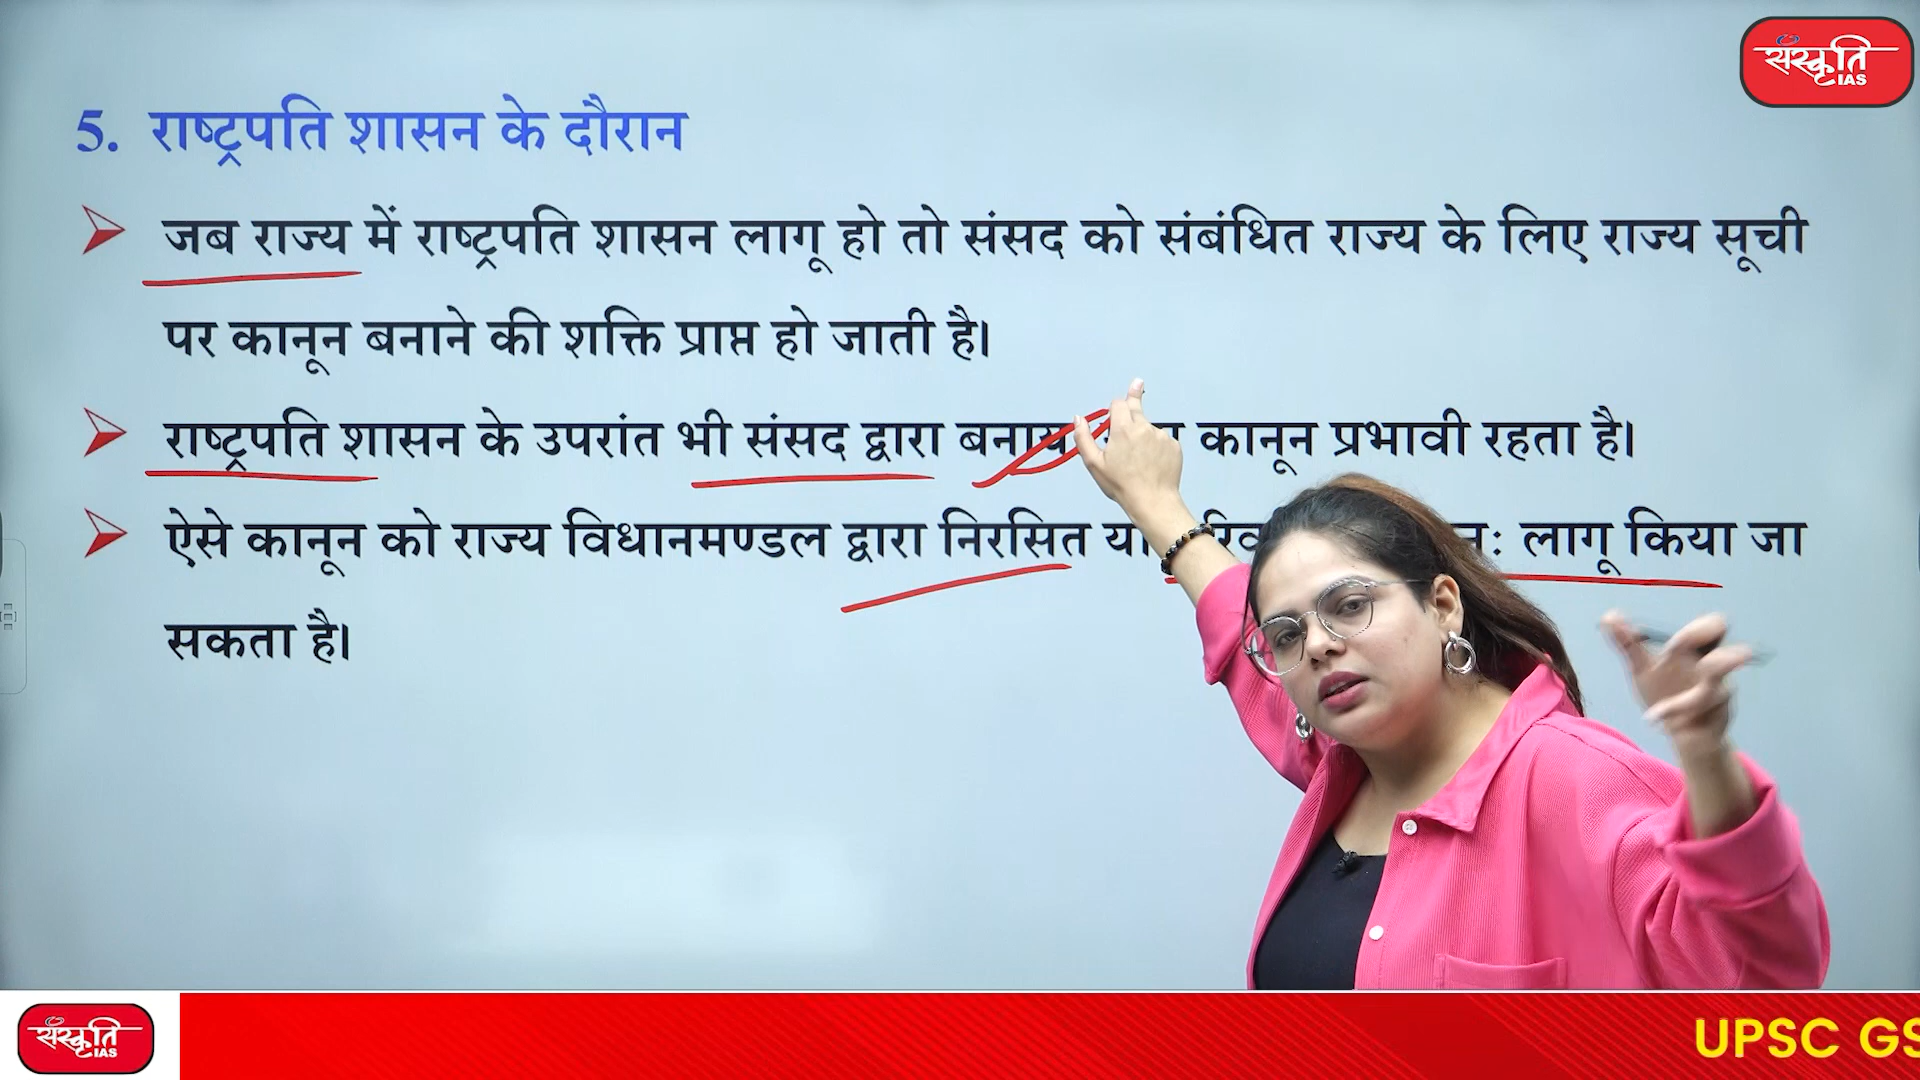 संस्कृति
IAS
5. राष्ट्रपति शासन के दौरान
जब राज्य में राष्ट्रपति शासन लागू हो तो संसद को संबंधित राज्य के लिए राज्य सूची
पर कानून बनाने की शक्ति प्राप्त हो जाती है।
राष्ट्रपति शासन के उपरांत भी संसद द्वारा कानून प्रभावी रहता है।
ऐसे कानून को राज्य विधानमण्डल द्वारा निरसित या लागू किया जा
सकता है।
संस्कृति
IAS
UPSC GS